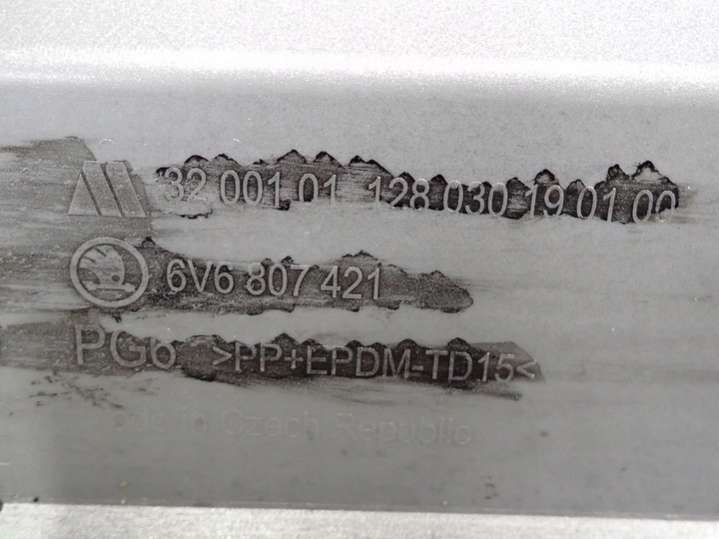 32 001 01 128 030 19 01 00
6V6 807 421
PG6 >PP+EPDM-TD15<
Made in Czech Republic